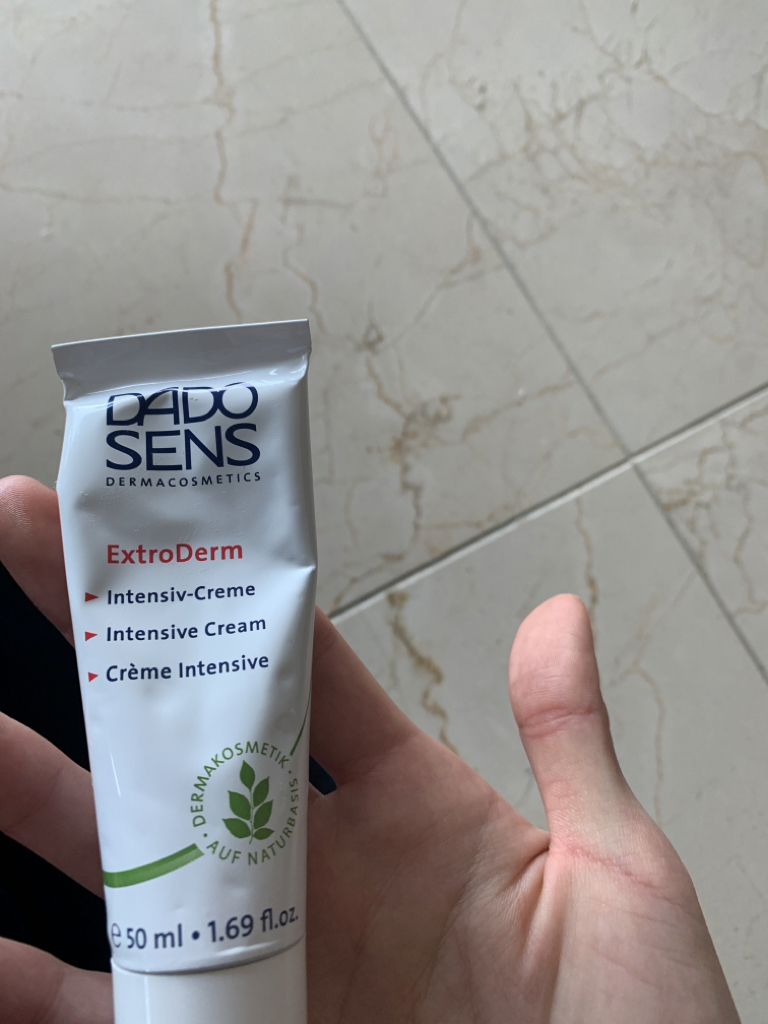 DADO
SENS
DERMACOSMETICS
ExtroDerm
Intensiv-Creme
Intensive Cream
Crème Intensive
• DERMAKOSMETIK •
AUF NATURBASIS
e 50 ml • 1.69 fl.oz.